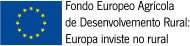 Fondo Europeo Agrícola
de Desenvolvemento Rural:
Europa inviste no rural